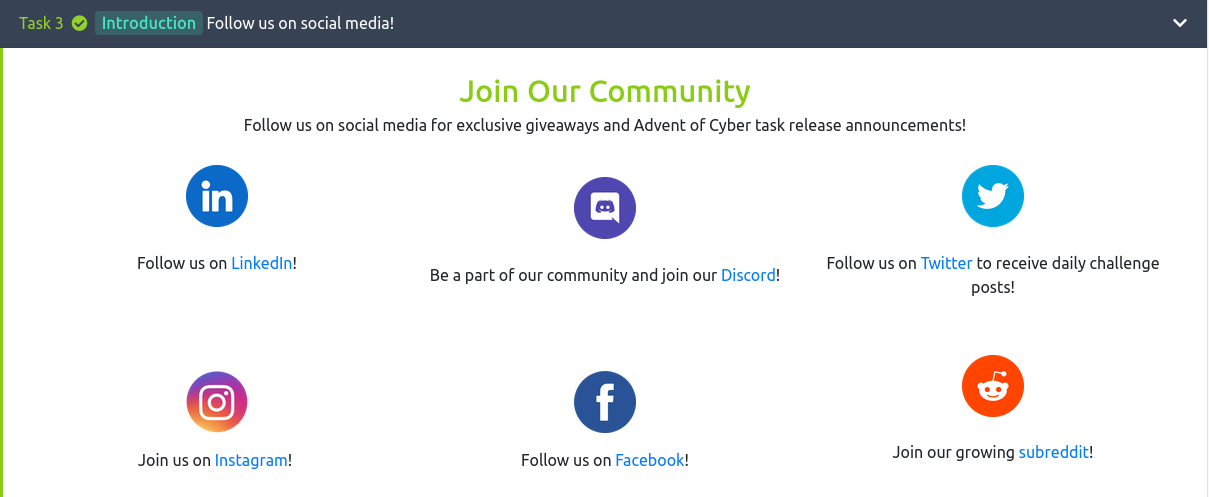 Task 3 Introduction Follow us on social media!
Join Our Community
Follow us on social media for exclusive giveaways and Advent of Cyber task release announcements!
in
Follow us on LinkedIn!
Be a part of our community and join our Discord!
Follow us on Twitter to receive daily challenge
posts!
f
Join us on Instagram!
Follow us on Facebook!
Join our growing subreddit!